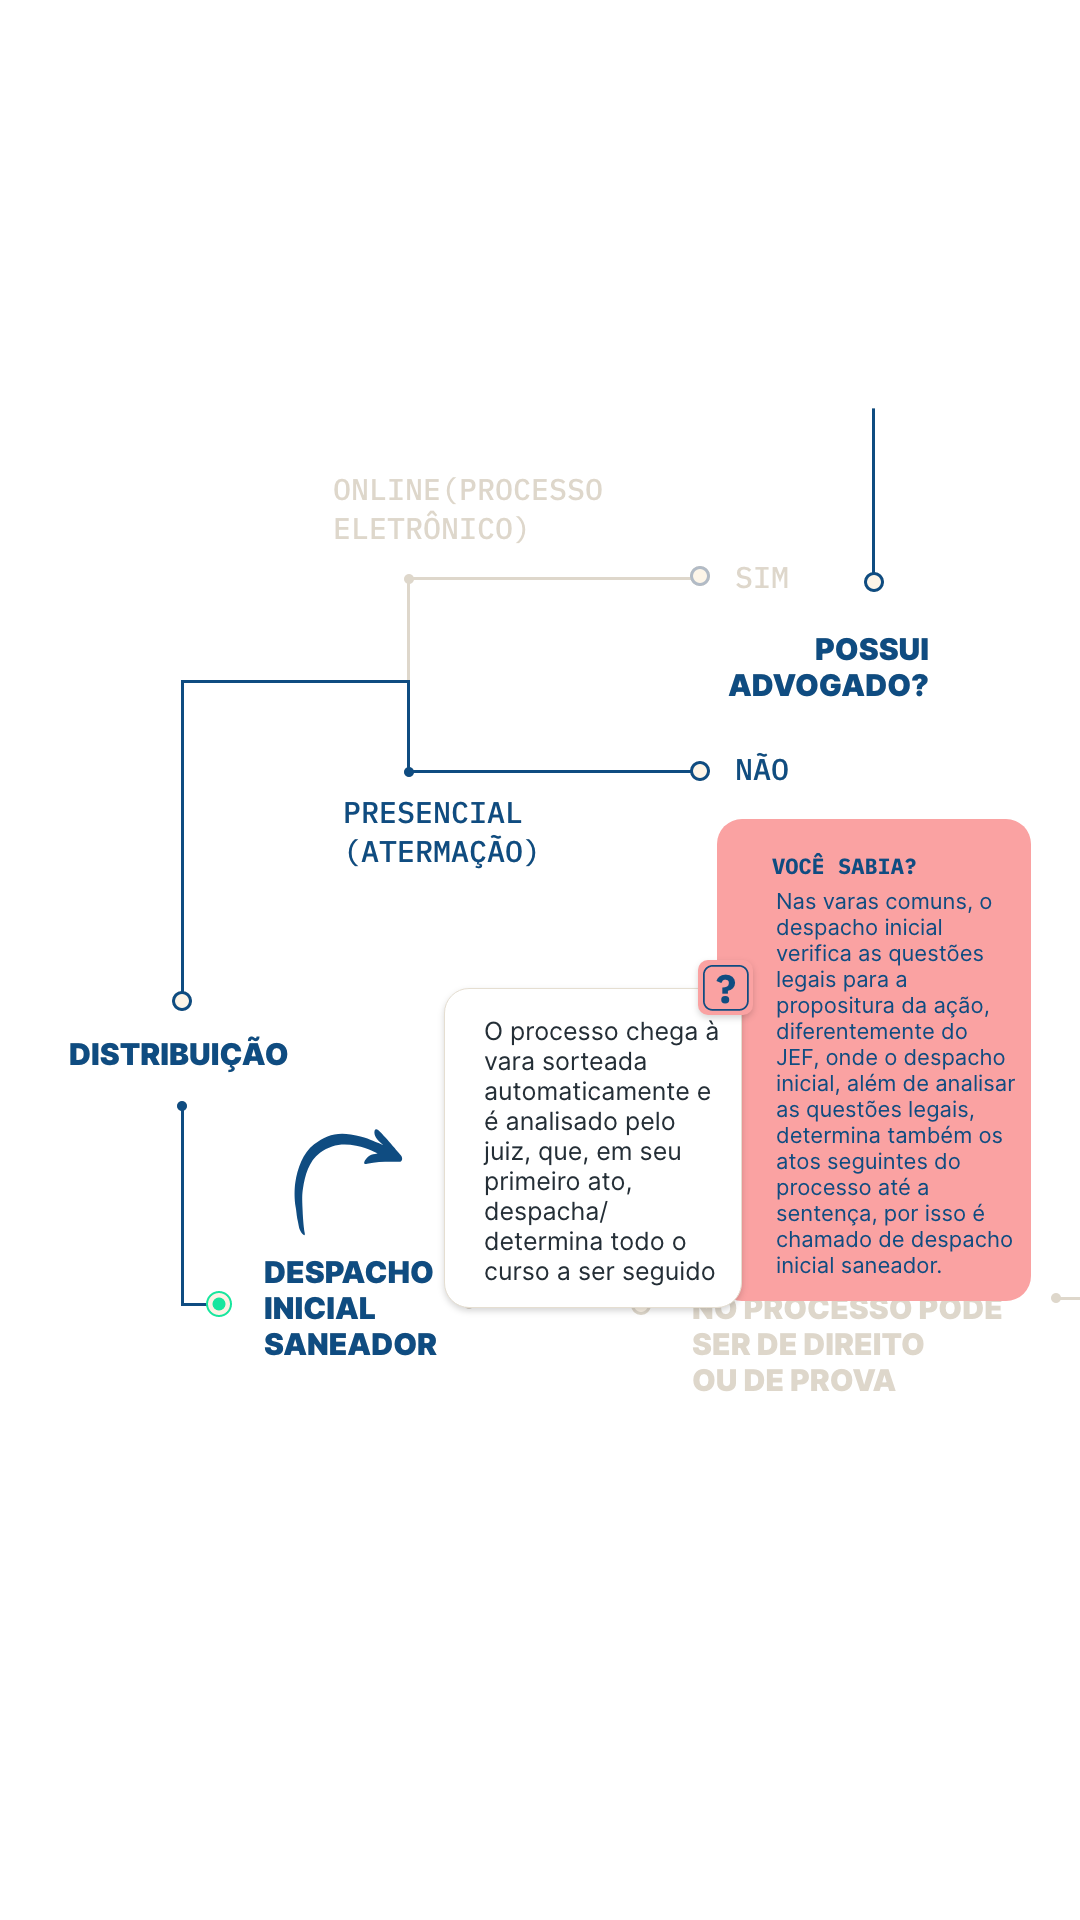 ONLINE(PROCESSO
ELETRÔNICO)
SIM
POSSUI
ADVOGADO?
NÃO
PRESENCIAL
(ATERMAÇÃO)
VOCÊ SABIA?
Nas varas comuns, o
despacho inicial
verifica as questões
legais para a
propositura da ação,
diferentemente do
JEF, onde o despacho
inicial, além de analisar
as questões legais,
determina também os
atos seguintes do
processo até a
sentença, por isso é
chamado de despacho
inicial saneador.
?
O processo chega à
vara sorteada
automaticamente e
é analisado pelo
juiz, que, em seu
primeiro ato,
despacha/
determina todo o
curso a ser seguido
DISTRIBUIÇÃO
DESPACHO
INICIAL
SANEADOR
NO PROCESSO PODE
SER DE DIREITO
OU DE PROVA